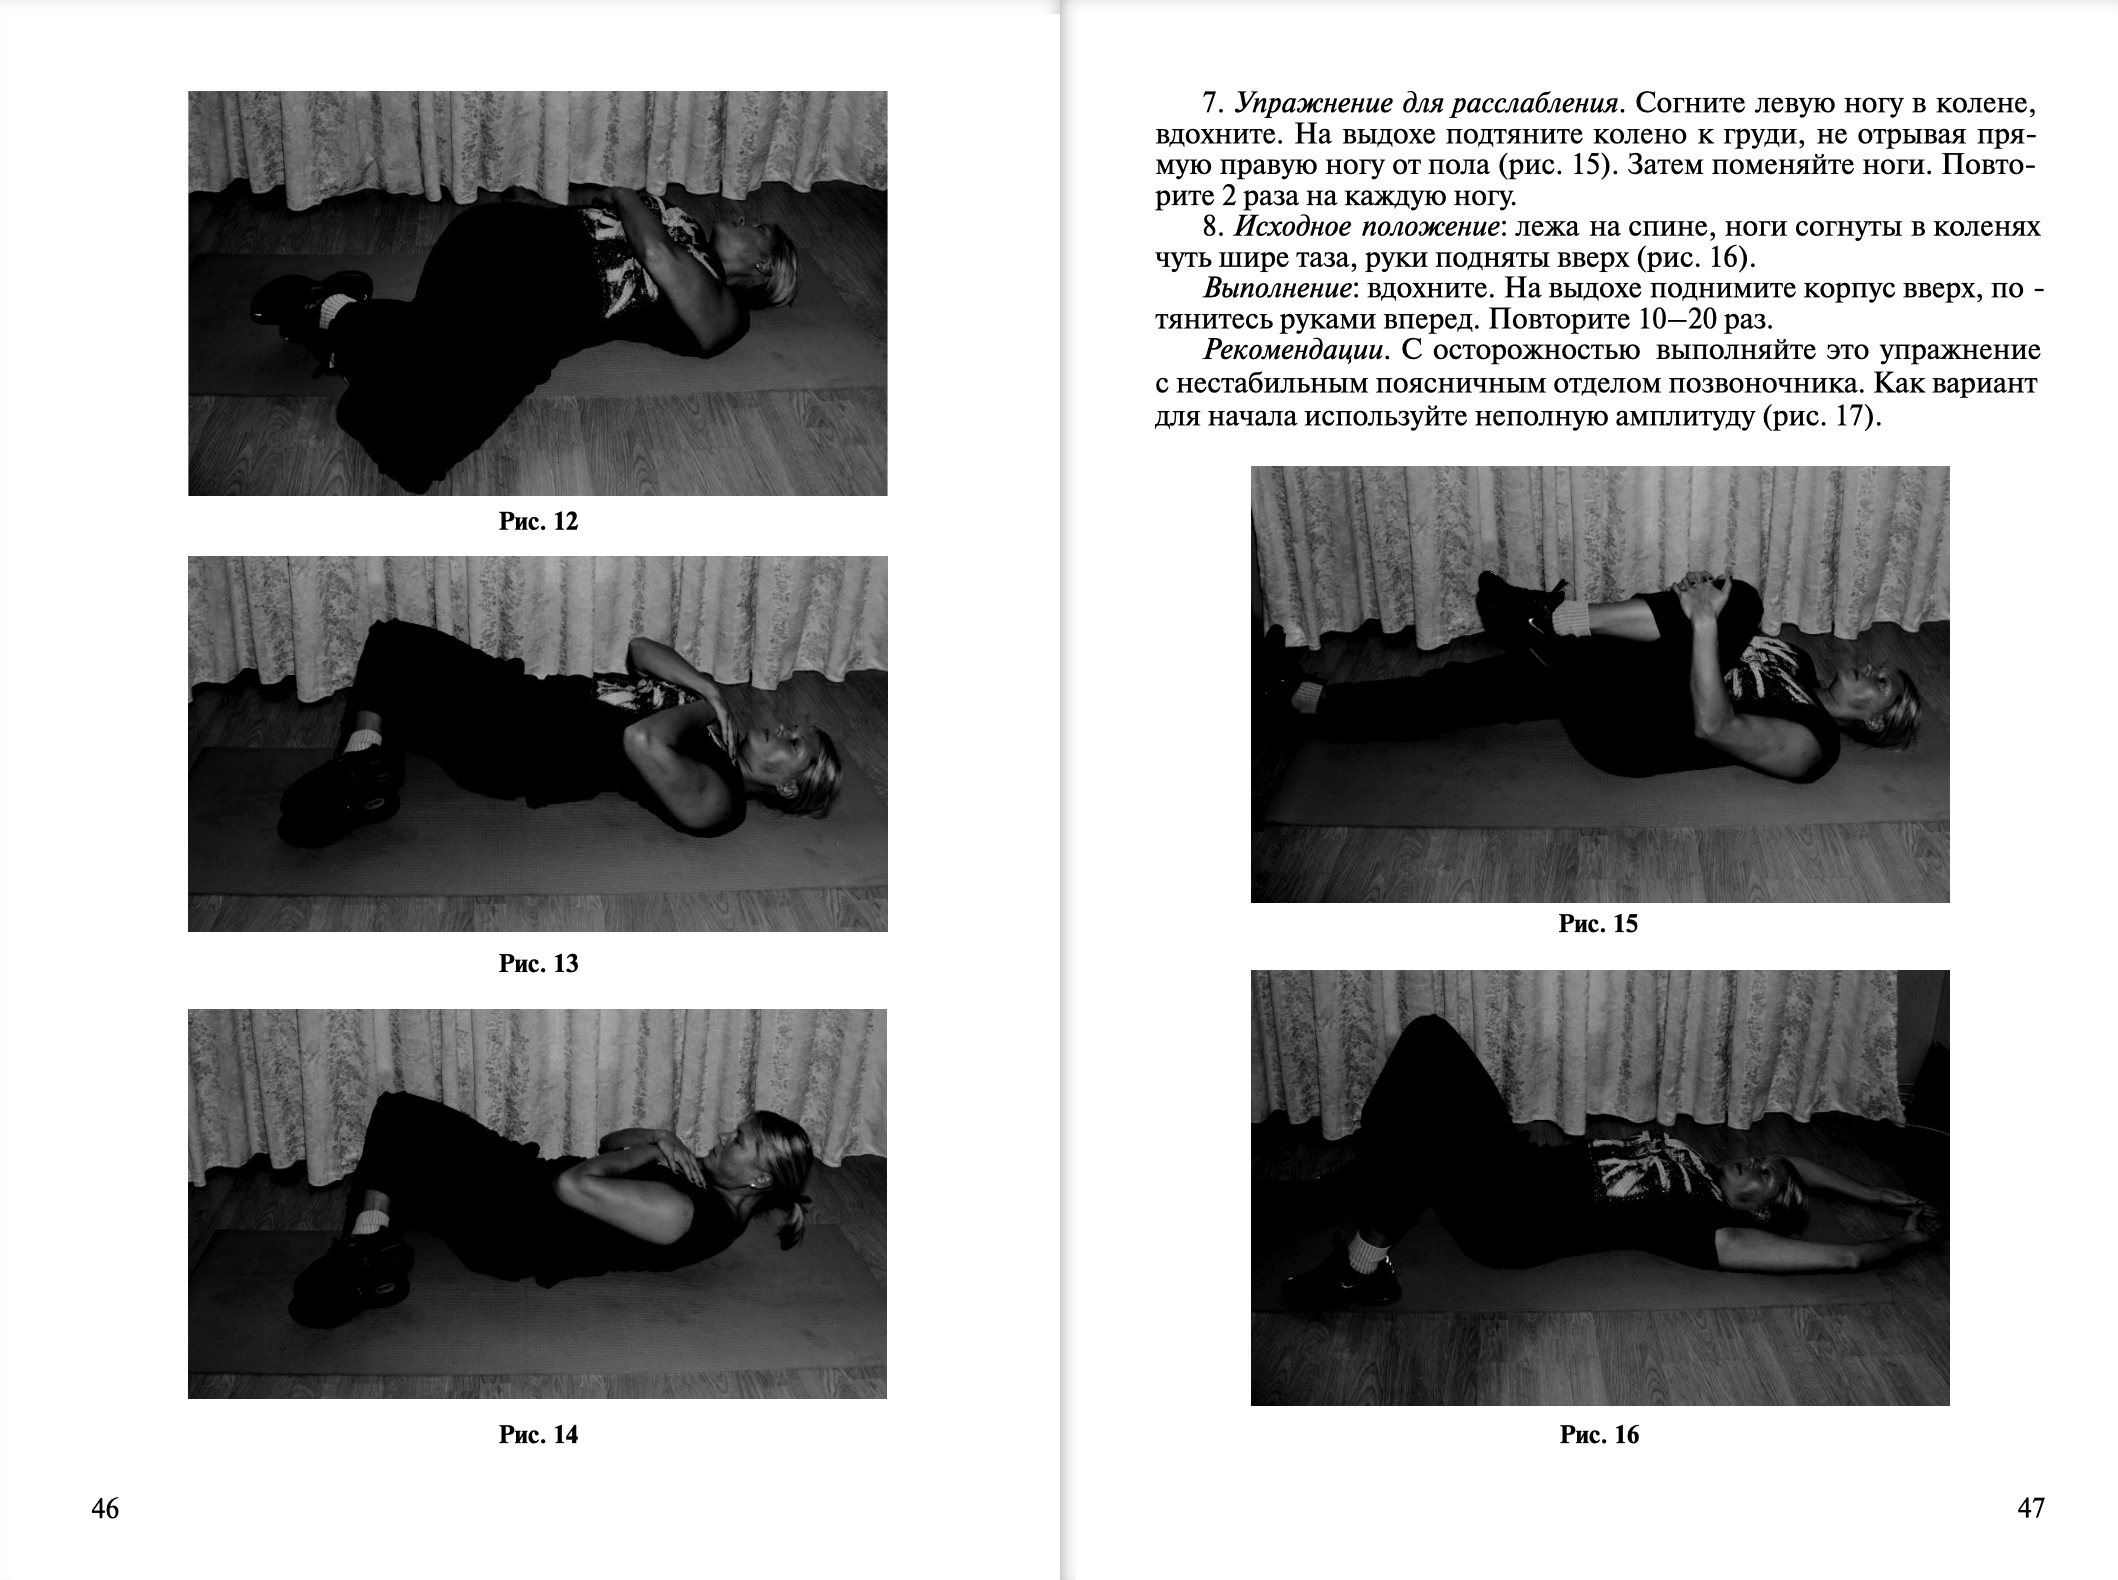 Рис. 12
Рис. 13
Рис. 14
46
7. Упражнение для расслабления. Согните левую ногу в колене,
вдохните. На выдохе подтяните колено к груди, не отрывая пря-
мую правую ногу от пола (рис. 15). Затем поменяйте ноги. Повто-
рите 2 раза на каждую ногу.
8. Исходное положение: лежа на спине, ноги согнуты в коленях
чуть шире таза, руки подняты вверх (рис. 16).
Выполнение: вдохните. На выдохе поднимите корпус вверх, по -
тянитесь руками вперед. Повторите 10–20 раз.
Рекомендации. С осторожностью выполняйте это упражнение
с нестабильным поясничным отделом позвоночника. Как вариант
для начала используйте неполную амплитуду (рис. 17).
Рис. 15
Рис. 16
47